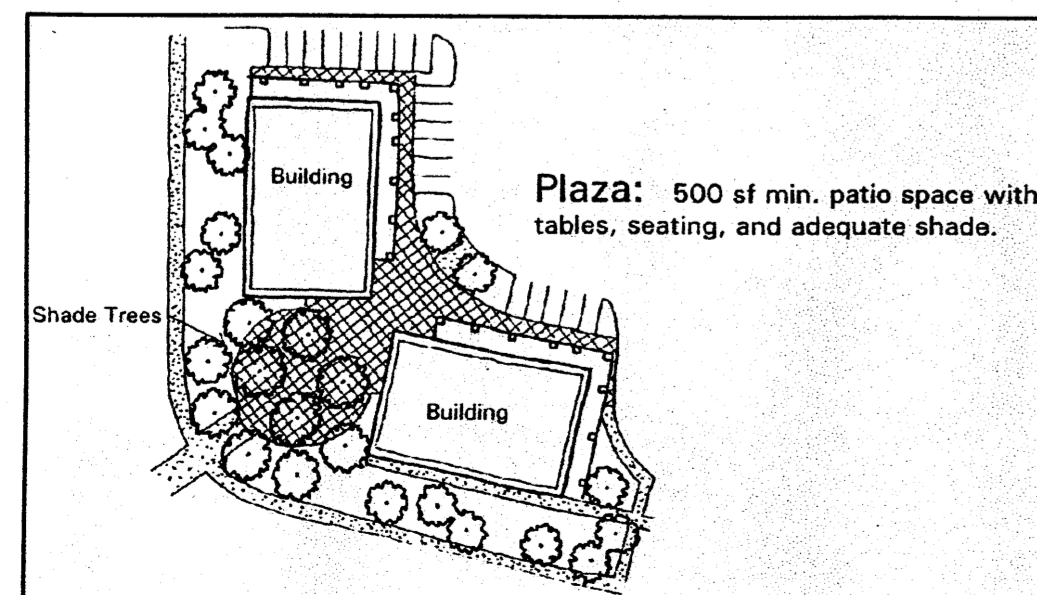 Building
Plaza: 500 sf min. patio space with
tables, seating, and adequate shade.
Shade Trees
Building